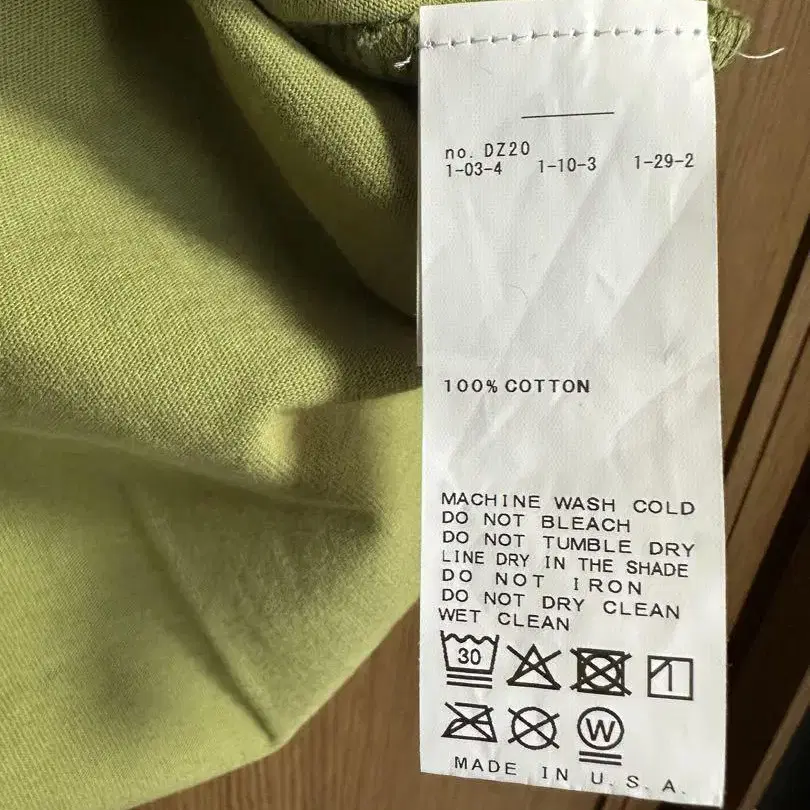 no. DZ20
1-03-4 1-10-3 1-29-2
100% COTTON
MACHINE WASH COLD
DO NOT BLEACH
DO NOT TUMBLE DRY
LINE DRY IN THE SHADE
DO NOT IRON
DO NOT DRY CLEAN
WET CLEAN
30
W
MADE IN U.S.A.